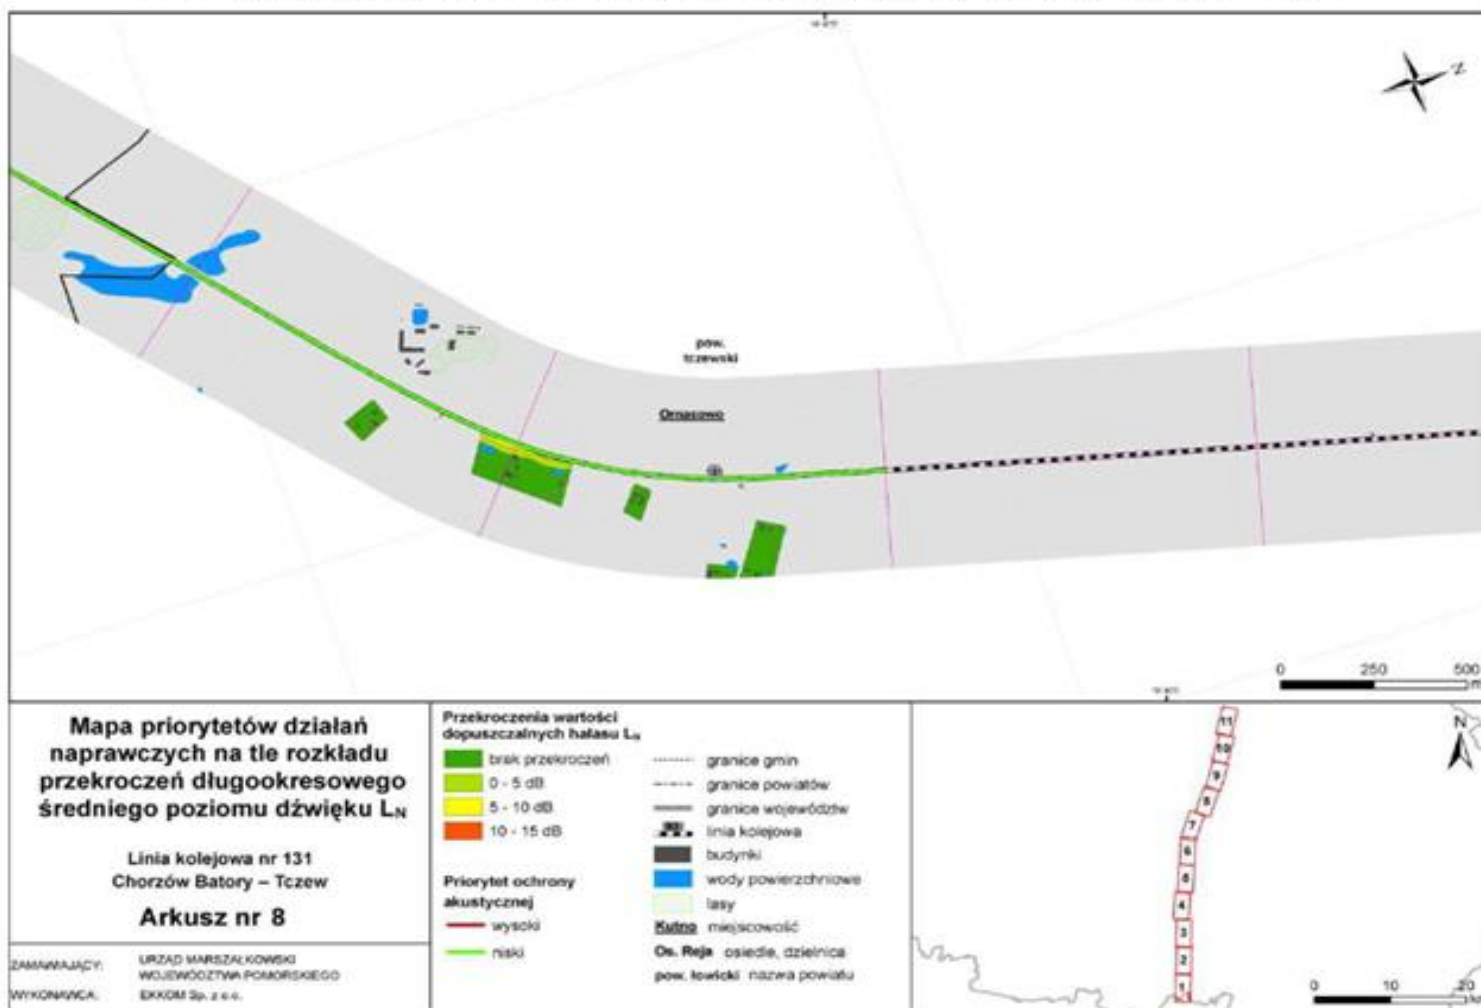 N
pow.
tczewski
Ornasowo
0 250 500
m
Mapa priorytetów działań
naprawczych na tle rozkładu
przekroczeń długookresowego
średniego poziomu dźwięku LN
Linia kolejowa nr 131
Chorzów Batory – Tczew
Arkusz nr 8
ZAMAWIAJĄCY: URZĄD MARSZAŁKOWSKI
WOJEWÓDZTWA POMORSKIEGO
WYKONAWCA: EKKOM Sp. z o.o.
Przekroczenia wartości
dopuszczalnych hałasu LN
brak przekroczeń
0 - 5 dB
5 - 10 dB
10 - 15 dB
Priorytet ochrony
akustycznej
wysoki
niski
granice gmin
granice powiatów
granice województw
linia kolejowa
budynki
wody powierzchniowe
lasy
Kutno miejscowość
Os. Reja osiedle, dzielnica
pow. łowicki nazwa powiatu
N
11
10
9
8
7
6
5
4
3
2
1
0 10 20